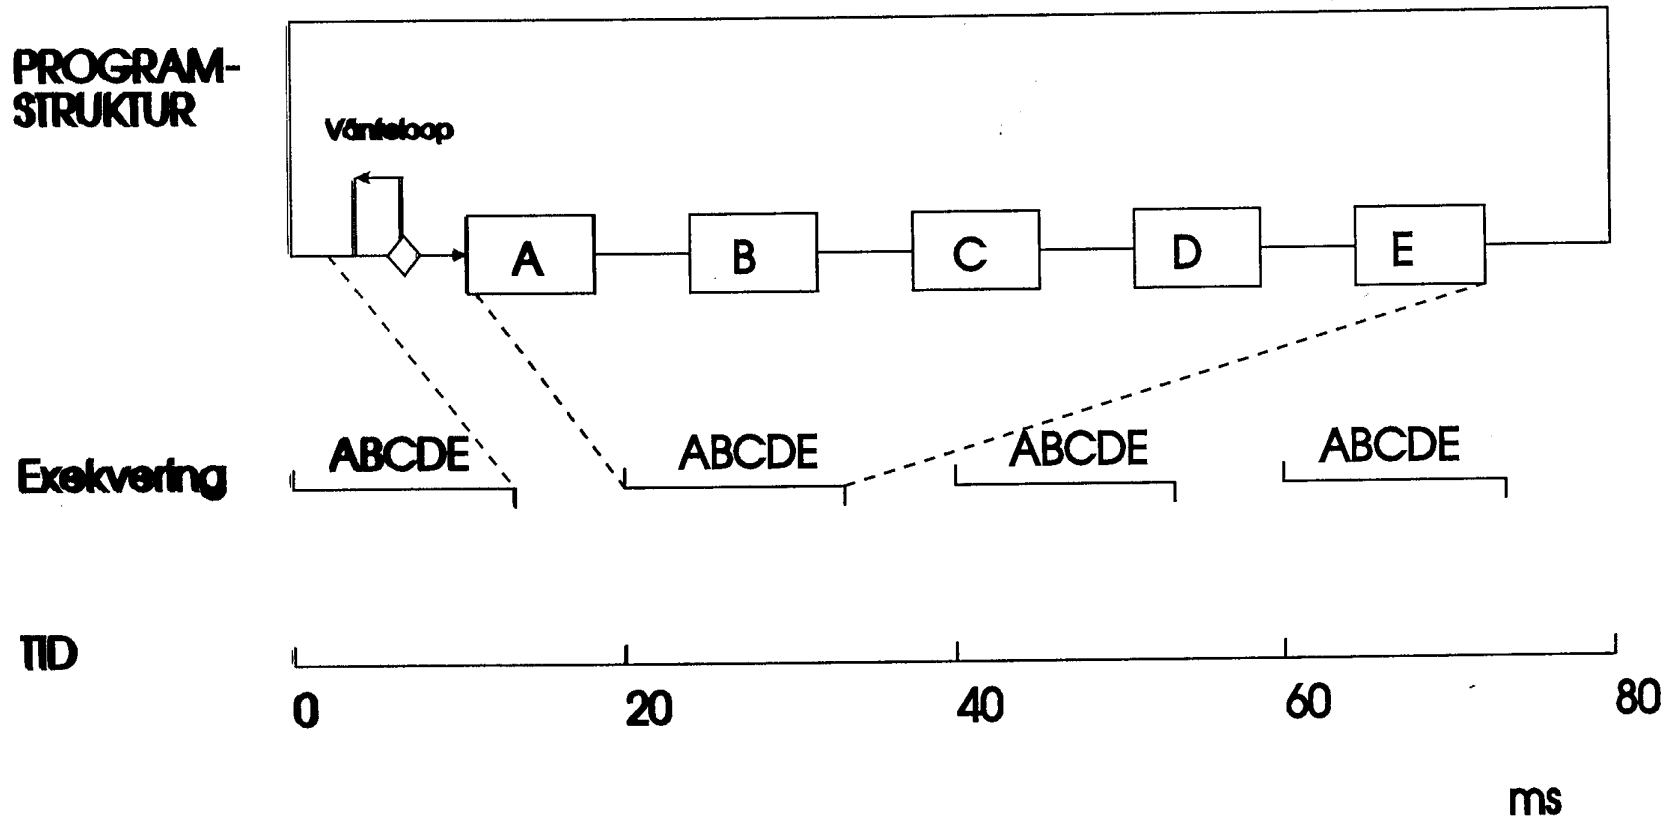 PROGRAM-
STRUKTUR
Vänteloop
A B C D E
Exekvering ABCDE ABCDE ABCDE ABCDE
TID
0 20 40 60 80
ms